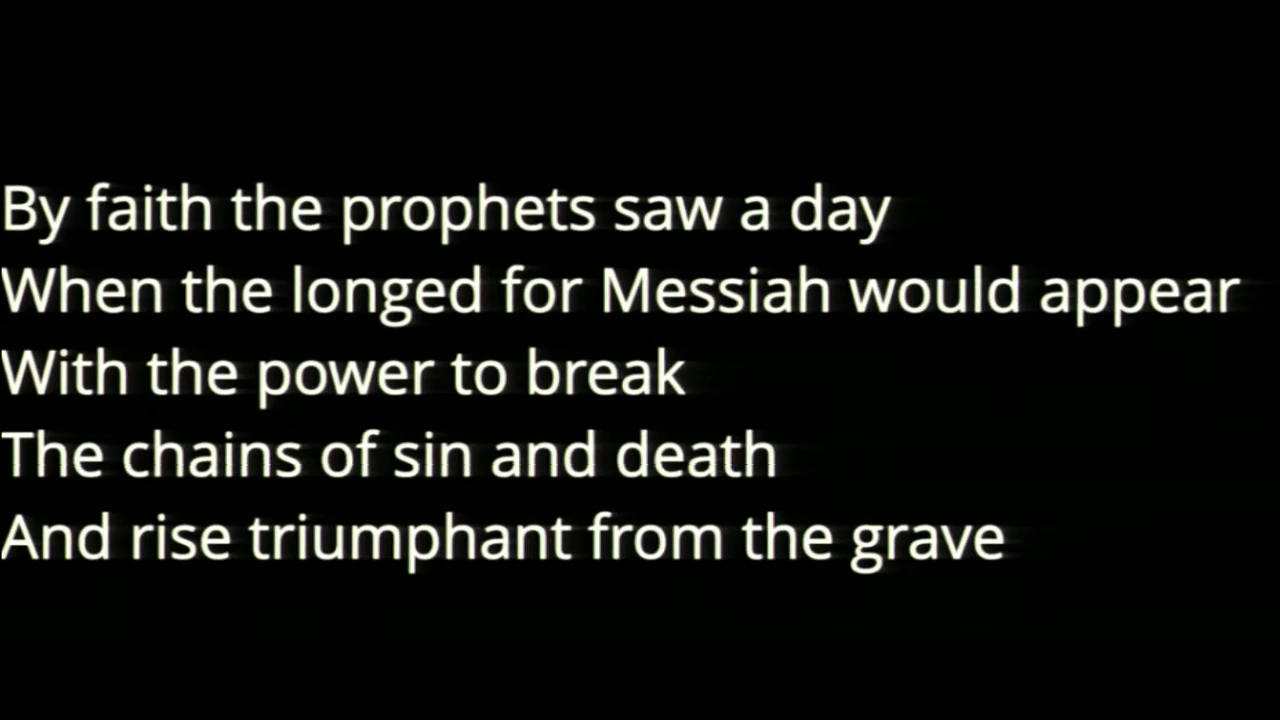 By faith the prophets saw a day
When the longed for Messiah would appear
With the power to break
The chains of sin and death
And rise triumphant from the grave